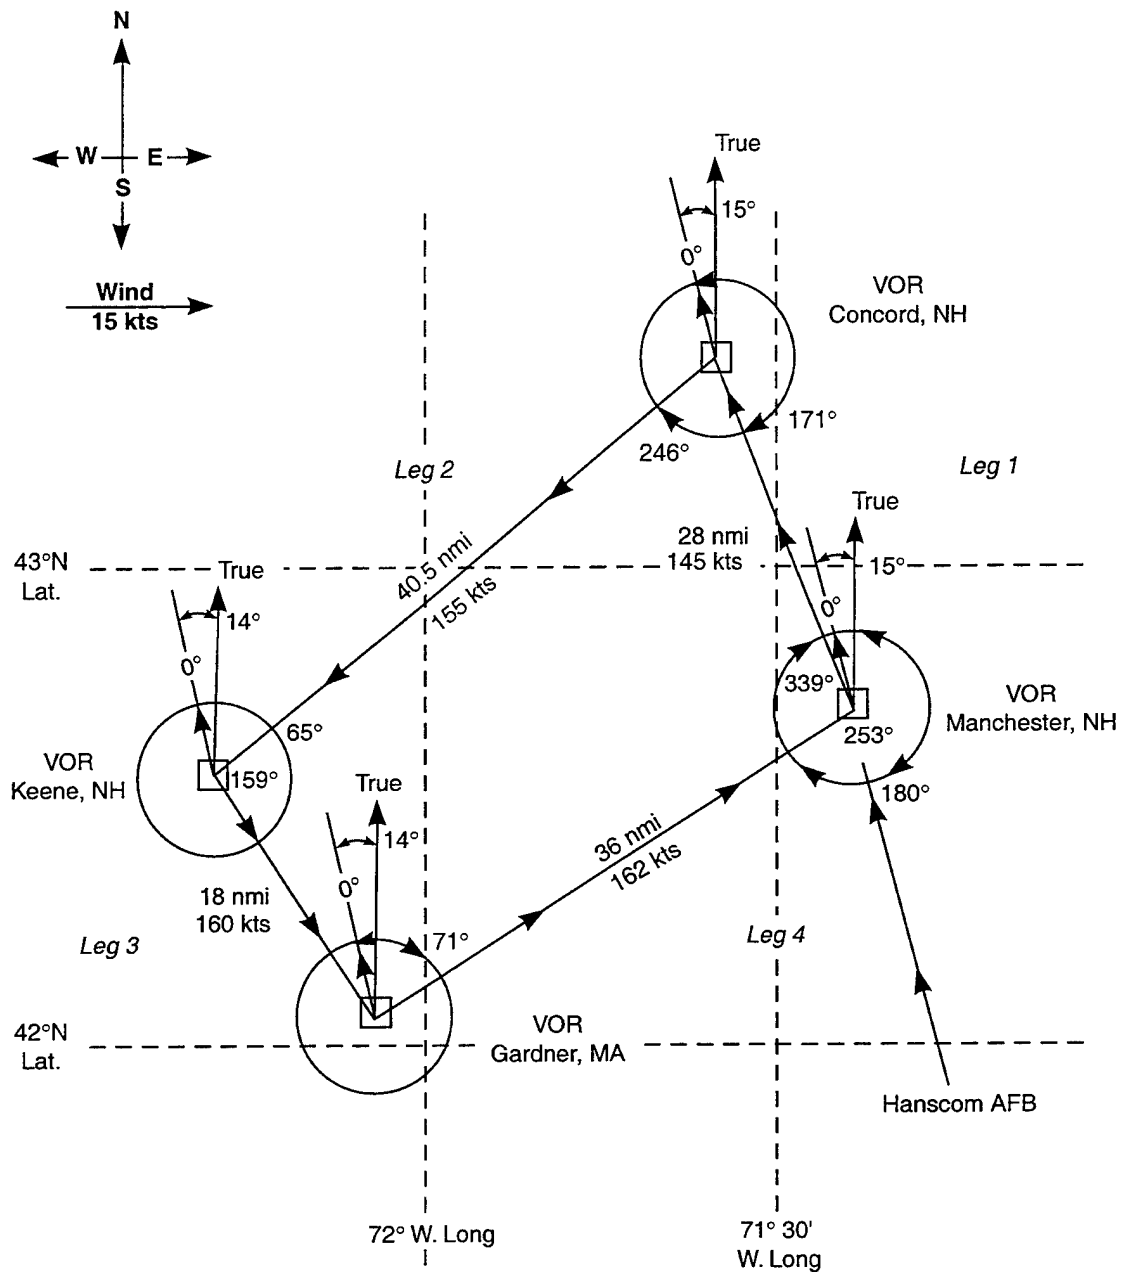 N
W E
S
Wind
15 kts
True
15°
0°
VOR
Concord, NH
171°
246°
Leg 2
Leg 1
True
28 nmi
145 kts
43°N
Lat.
True
15°
40.5 nmi
155 kts
14°
0°
0°
339°
VOR
Manchester, NH
65°
253°
VOR
Keene, NH
159°
True
180°
14°
36 nmi
162 kts
0°
18 nmi
160 kts
Leg 3
71°
Leg 4
42°N
Lat.
VOR
Gardner, MA
Hanscom AFB
72° W. Long
71° 30'
W. Long